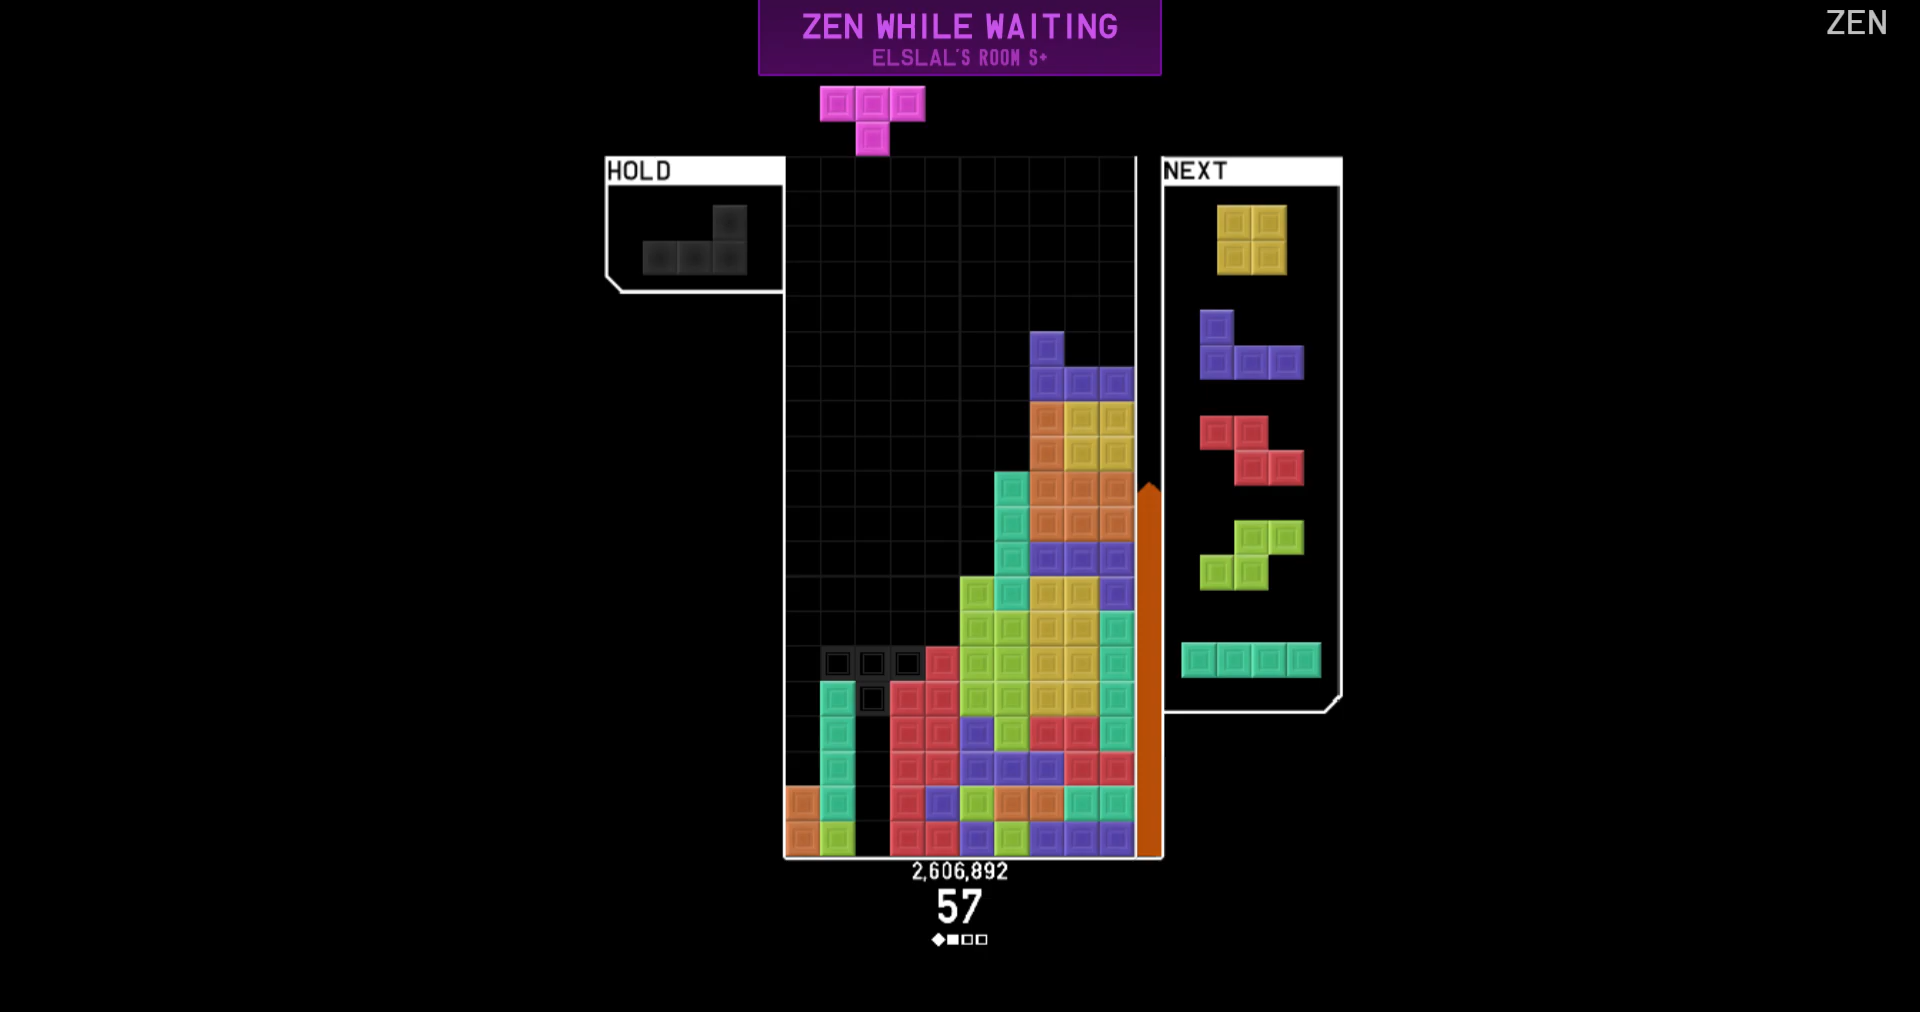 ZEN WHILE WAITING
ELSLAL'S ROOM S+
ZEN
HOLD
NEXT
2,606,892
57